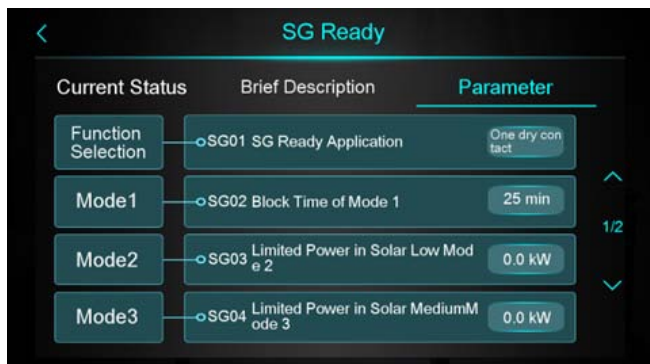 SG Ready
Current Status Brief Description Parameter
Function
Selection
SG01 SG Ready Application
One dry con
tact
Mode1
SG02 Block Time of Mode 1
25 min
1/2
Mode2
SG03 Limited Power in Solar Low Mod
e 2
0.0 kW
Mode3
SG04 Limited Power in Solar MediumM
ode 3
0.0 kW